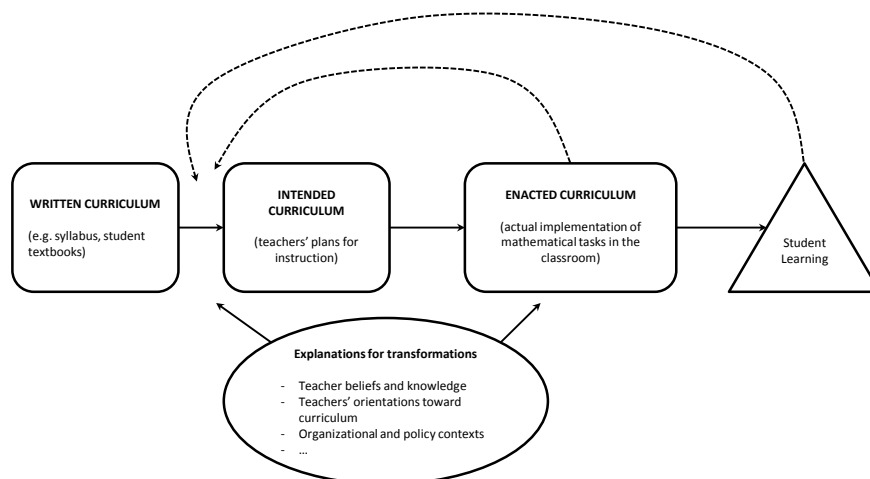 WRITTEN CURRICULUM
(e.g. syllabus, student
textbooks)
INTENDED
CURRICULUM
(teachers’ plans for
instruction)
ENACTED CURRICULUM
(actual implementation of
mathematical tasks in the
classroom)
Student
Learning
Explanations for transformations
- Teacher beliefs and knowledge
- Teachers’ orientations toward
curriculum
- Organizational and policy contexts
- …